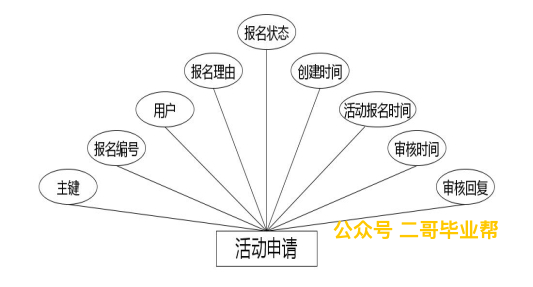 报名状态
报名理由
创建时间
用户
活动报名时间
报名编号
审核时间
主键
审核回复
公众号 二哥毕业帮
活动申请